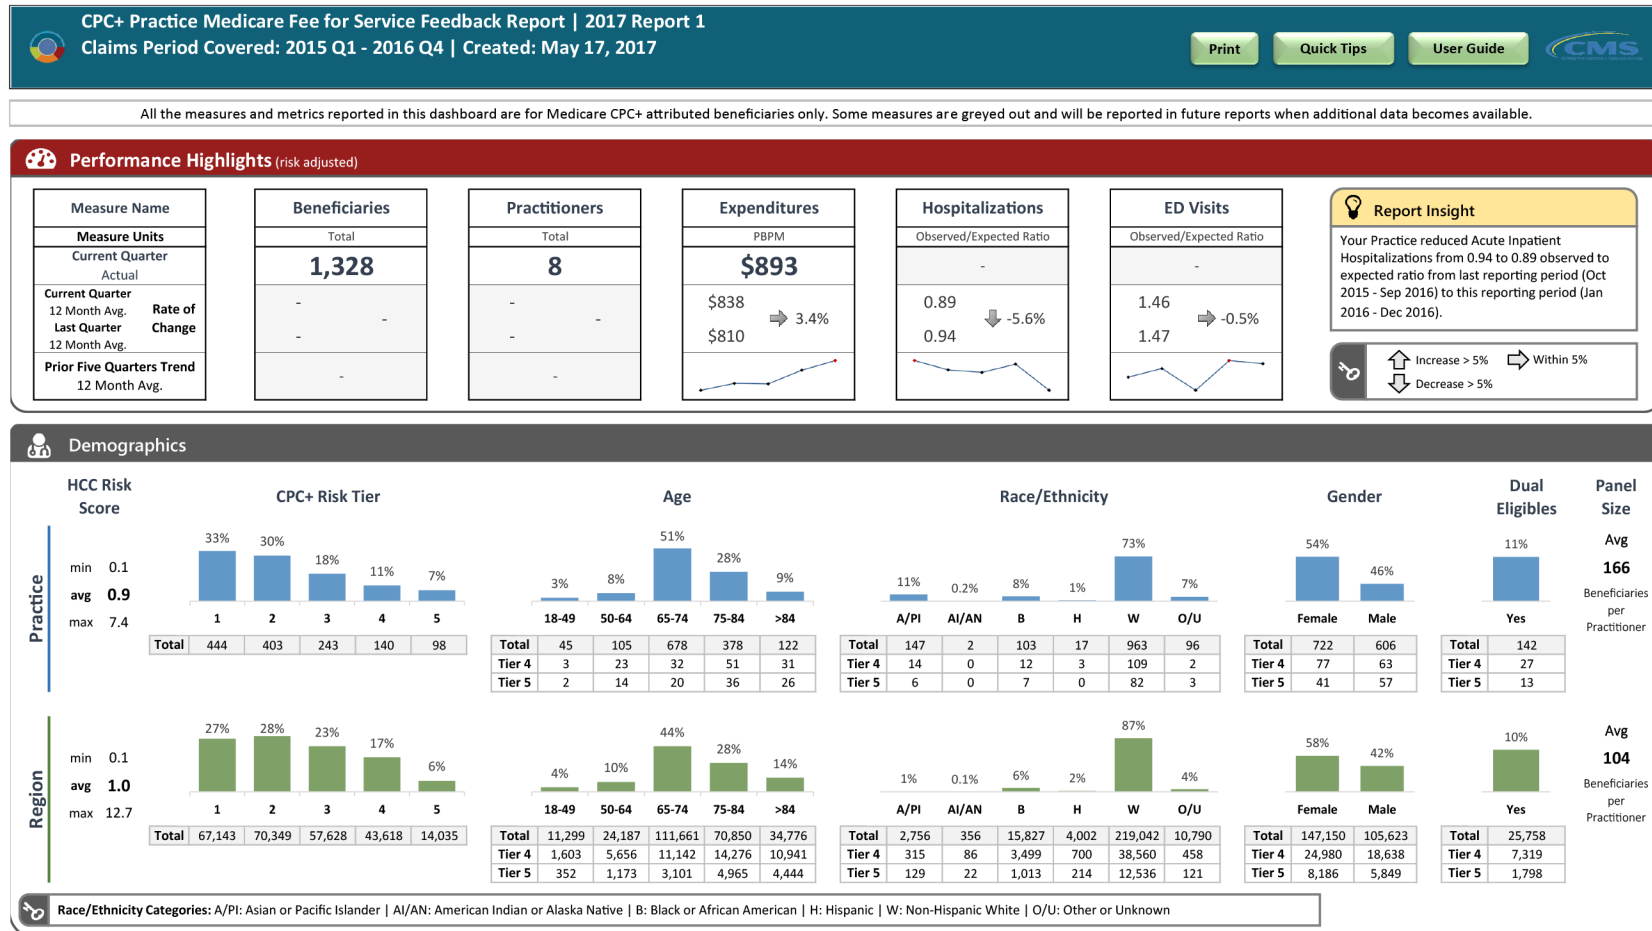 CPC+ Practice Medicare Fee for Service Feedback Report | 2017 Report 1
Claims Period Covered: 2015 Q1 - 2016 Q4 | Created: May 17, 2017
Print Quick Tips User Guide CMS
All the measures and metrics reported in this dashboard are for Medicare CPC+ attributed beneficiaries only. Some measures are greyed out and will be reported in future reports when additional data becomes available.
Performance Highlights (risk adjusted)
Measure Name Beneficiaries Practitioners Expenditures Hospitalizations ED Visits
Measure Units Total Total PBPM Observed/Expected Ratio Observed/Expected Ratio
Current Quarter
Actual
1,328 8 $893 - -
Current Quarter
12 Month Avg.
Last Quarter
12 Month Avg.
Rate of
Change
- - -
- - -
$838
$810
3.4%
0.89
0.94
-5.6%
1.46
1.47
-0.5%
Prior Five Quarters Trend
12 Month Avg.
- -
Report Insight
Your Practice reduced Acute Inpatient
Hospitalizations from 0.94 to 0.89 observed to
expected ratio from last reporting period (Oct
2015 - Sep 2016) to this reporting period (Jan
2016 - Dec 2016).
Increase > 5% Within 5%
Decrease > 5%
Demographics
HCC Risk
Score
CPC+ Risk Tier
Age
Race/Ethnicity
Gender
Dual
Eligibles
Panel
Size
Practice
min 0.1
avg 0.9
max 7.4
33% 30% 18% 11% 7%
1 2 3 4 5
Total 444 403 243 140 98
3% 8% 51% 28% 9%
18-49 50-64 65-74 75-84 >84
Total 45 105 678 378 122
Tier 4 3 23 32 51 31
Tier 5 2 14 20 36 26
11% 0.2% 8% 1% 73% 7%
A/PI AI/AN B H W O/U
Total 147 2 103 17 963 96
Tier 4 14 0 12 3 109 2
Tier 5 6 0 7 0 82 3
54% 46%
Female Male
Total 722 606
Tier 4 77 63
Tier 5 41 57
11%
Yes
Total 142
Tier 4 27
Tier 5 13
Avg
166
Beneficiaries
per
Practitioner
Region
min 0.1
avg 1.0
max 12.7
27% 28% 23% 17% 6%
1 2 3 4 5
Total 67,143 70,349 57,628 43,618 14,035
4% 10% 44% 28% 14%
18-49 50-64 65-74 75-84 >84
Total 11,299 24,187 111,661 70,850 34,776
Tier 4 1,603 5,656 11,142 14,276 10,941
Tier 5 352 1,173 3,101 4,965 4,444
1% 0.1% 6% 2% 87% 4%
A/PI AI/AN B H W O/U
Total 2,756 356 15,827 4,002 219,042 10,790
Tier 4 315 86 3,499 700 38,560 458
Tier 5 129 22 1,013 214 12,536 121
58% 42%
Female Male
Total 147,150 105,623
Tier 4 24,980 18,638
Tier 5 8,186 5,849
10%
Yes
Total 25,758
Tier 4 7,319
Tier 5 1,798
Avg
104
Beneficiaries
per
Practitioner
Race/Ethnicity Categories: A/PI: Asian or Pacific Islander | AI/AN: American Indian or Alaska Native | B: Black or African American | H: Hispanic | W: Non-Hispanic White | O/U: Other or Unknown